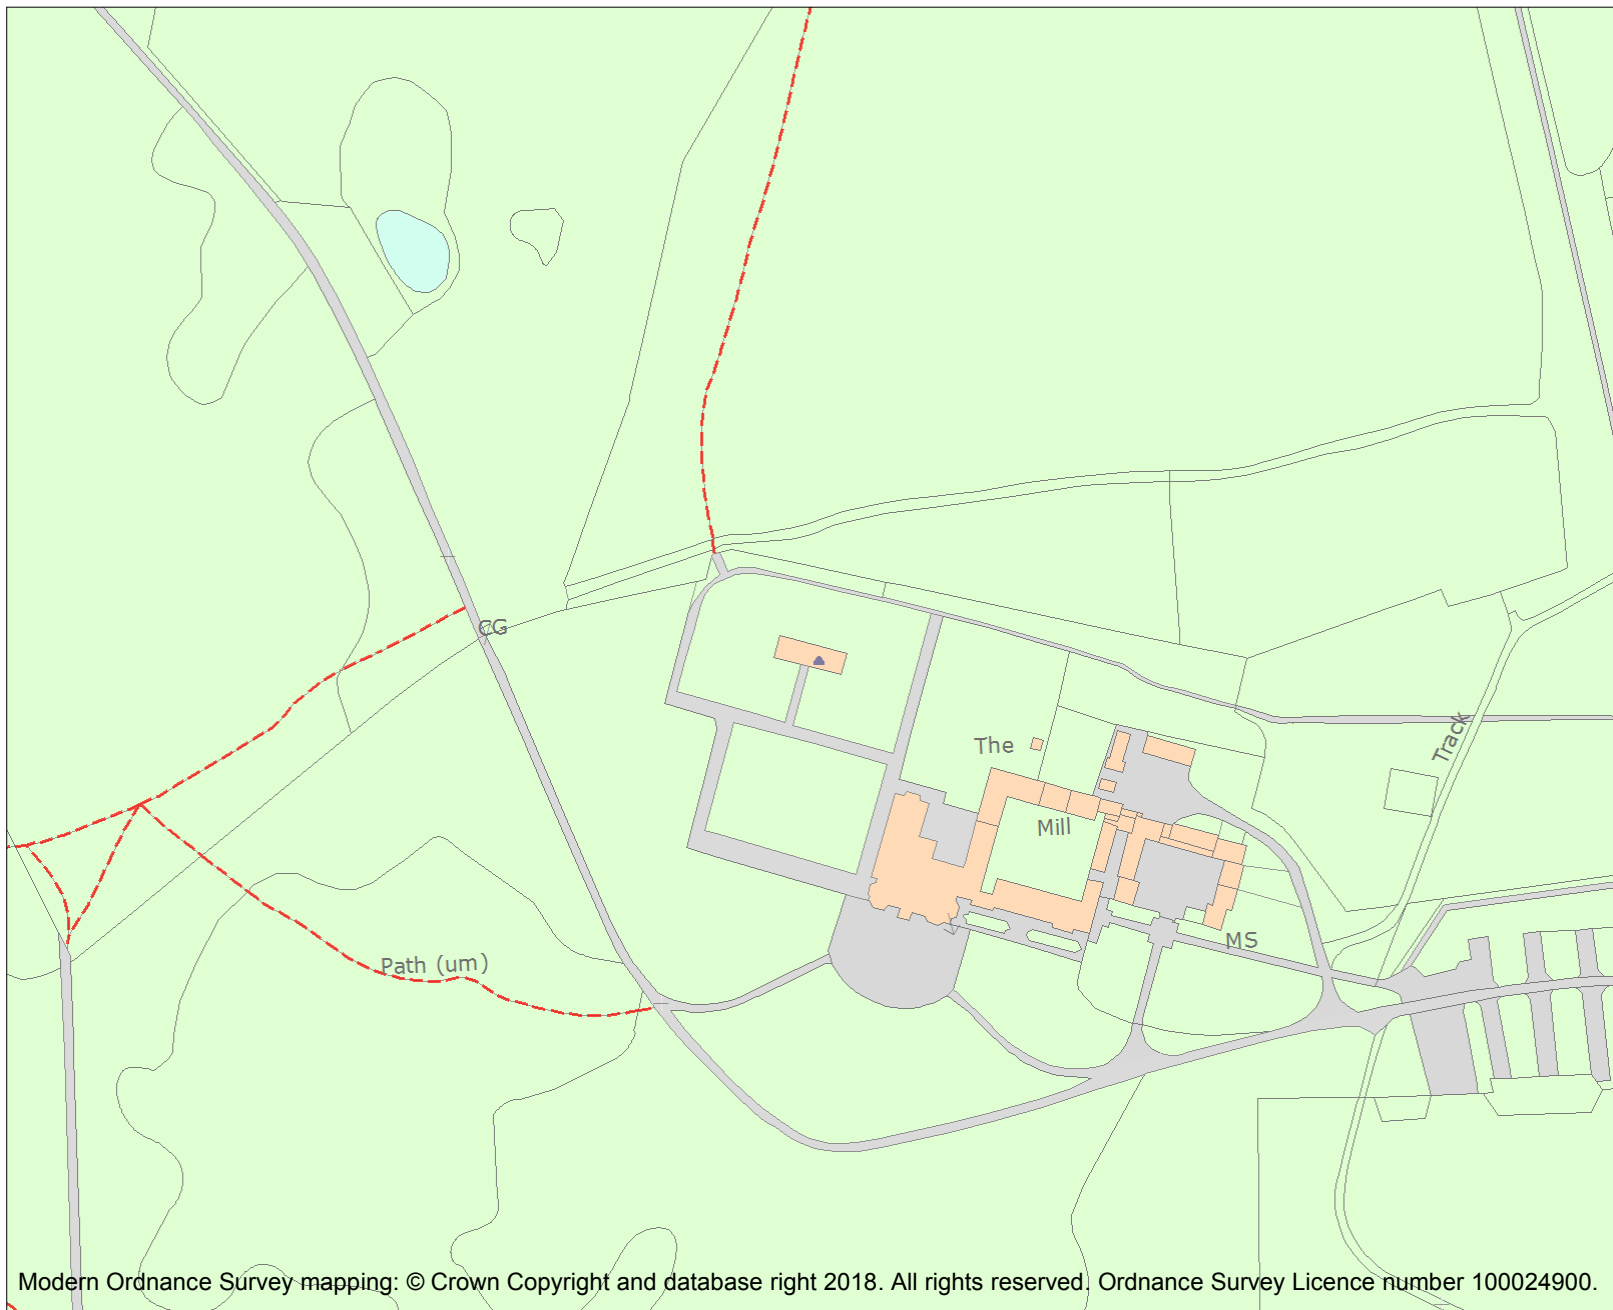 CG
The
Track
Mill
MS
Path (um)
Modern Ordnance Survey mapping: © Crown Copyright and database right 2018. All rights reserved. Ordnance Survey Licence number 100024900.